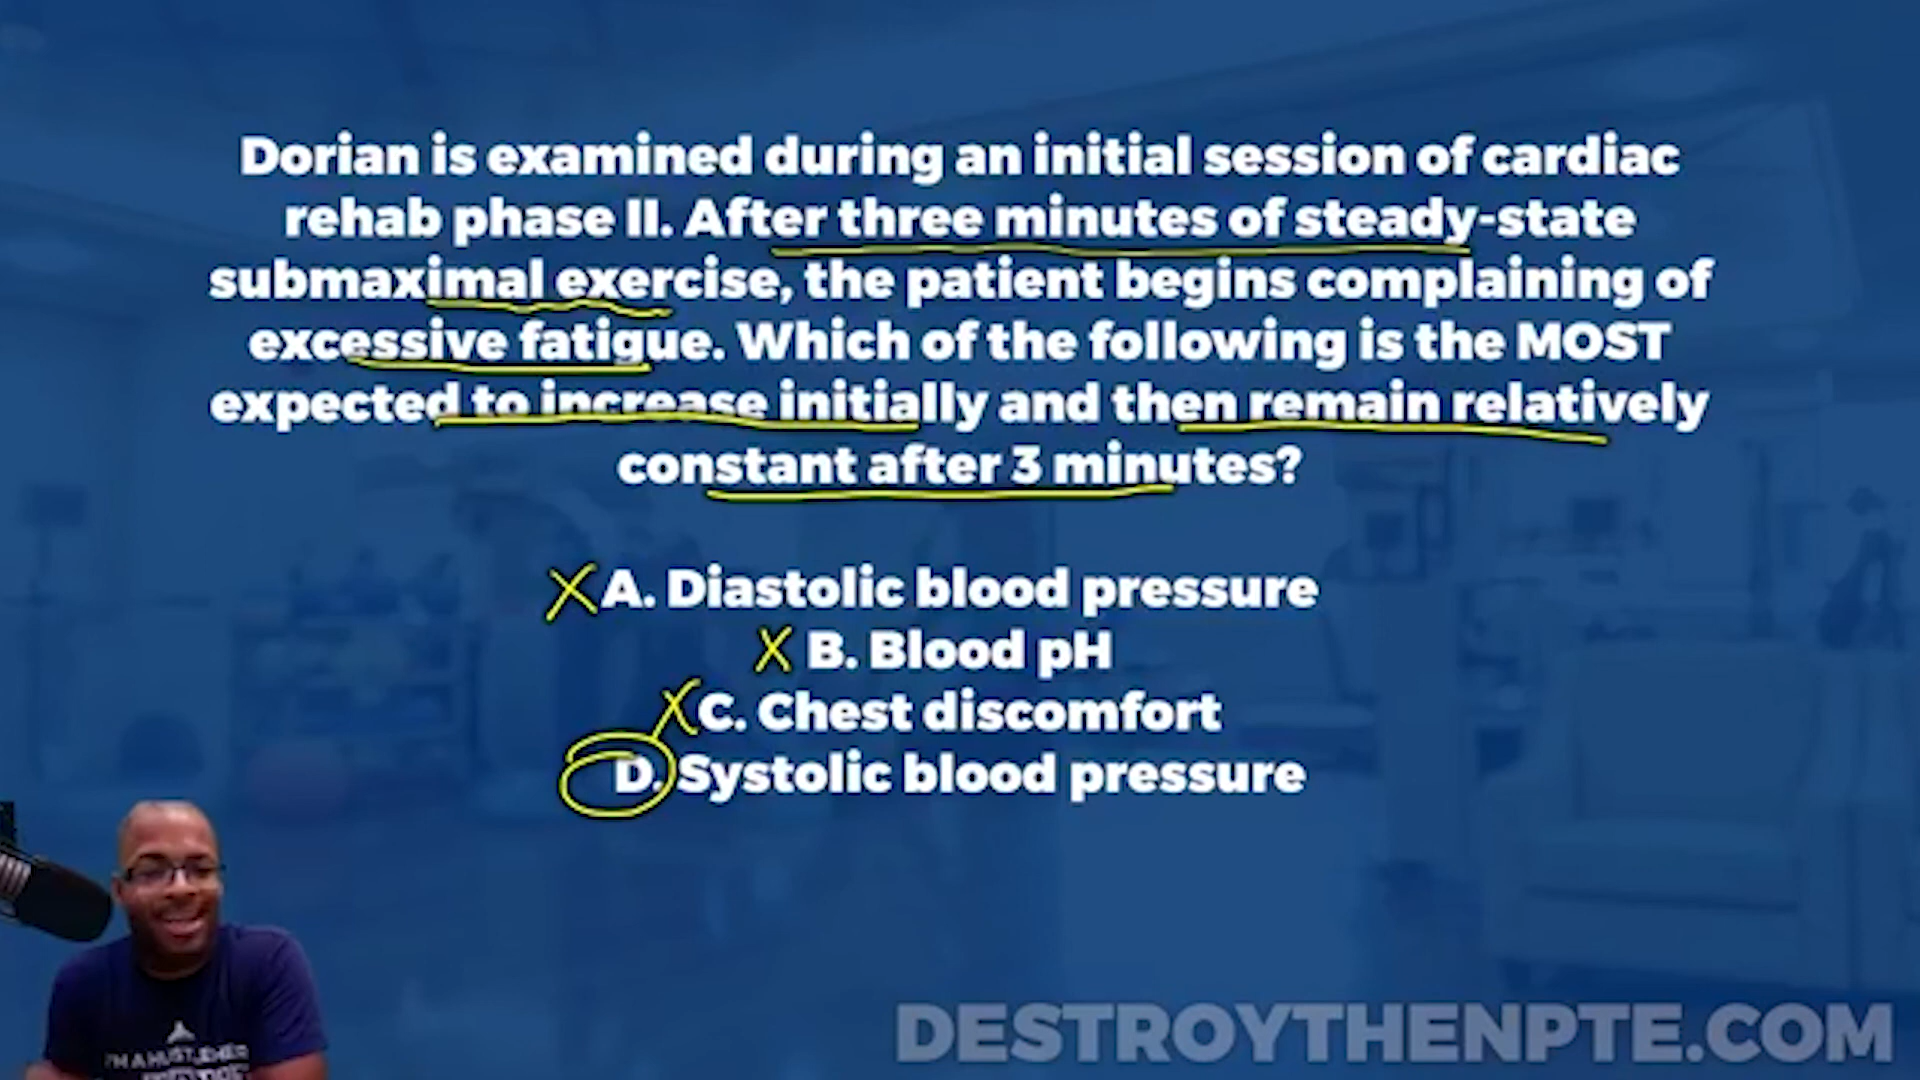 Dorian is examined during an initial session of cardiac
rehab phase II. After three minutes of steady-state
submaximal exercise, the patient begins complaining of
excessive fatigue. Which of the following is the MOST
expected to increase initially and then remain relatively
constant after 3 minutes?
X A. Diastolic blood pressure
X B. Blood pH
X C. Chest discomfort
D. Systolic blood pressure
I'M A
DESTROYTHENPTE.COM